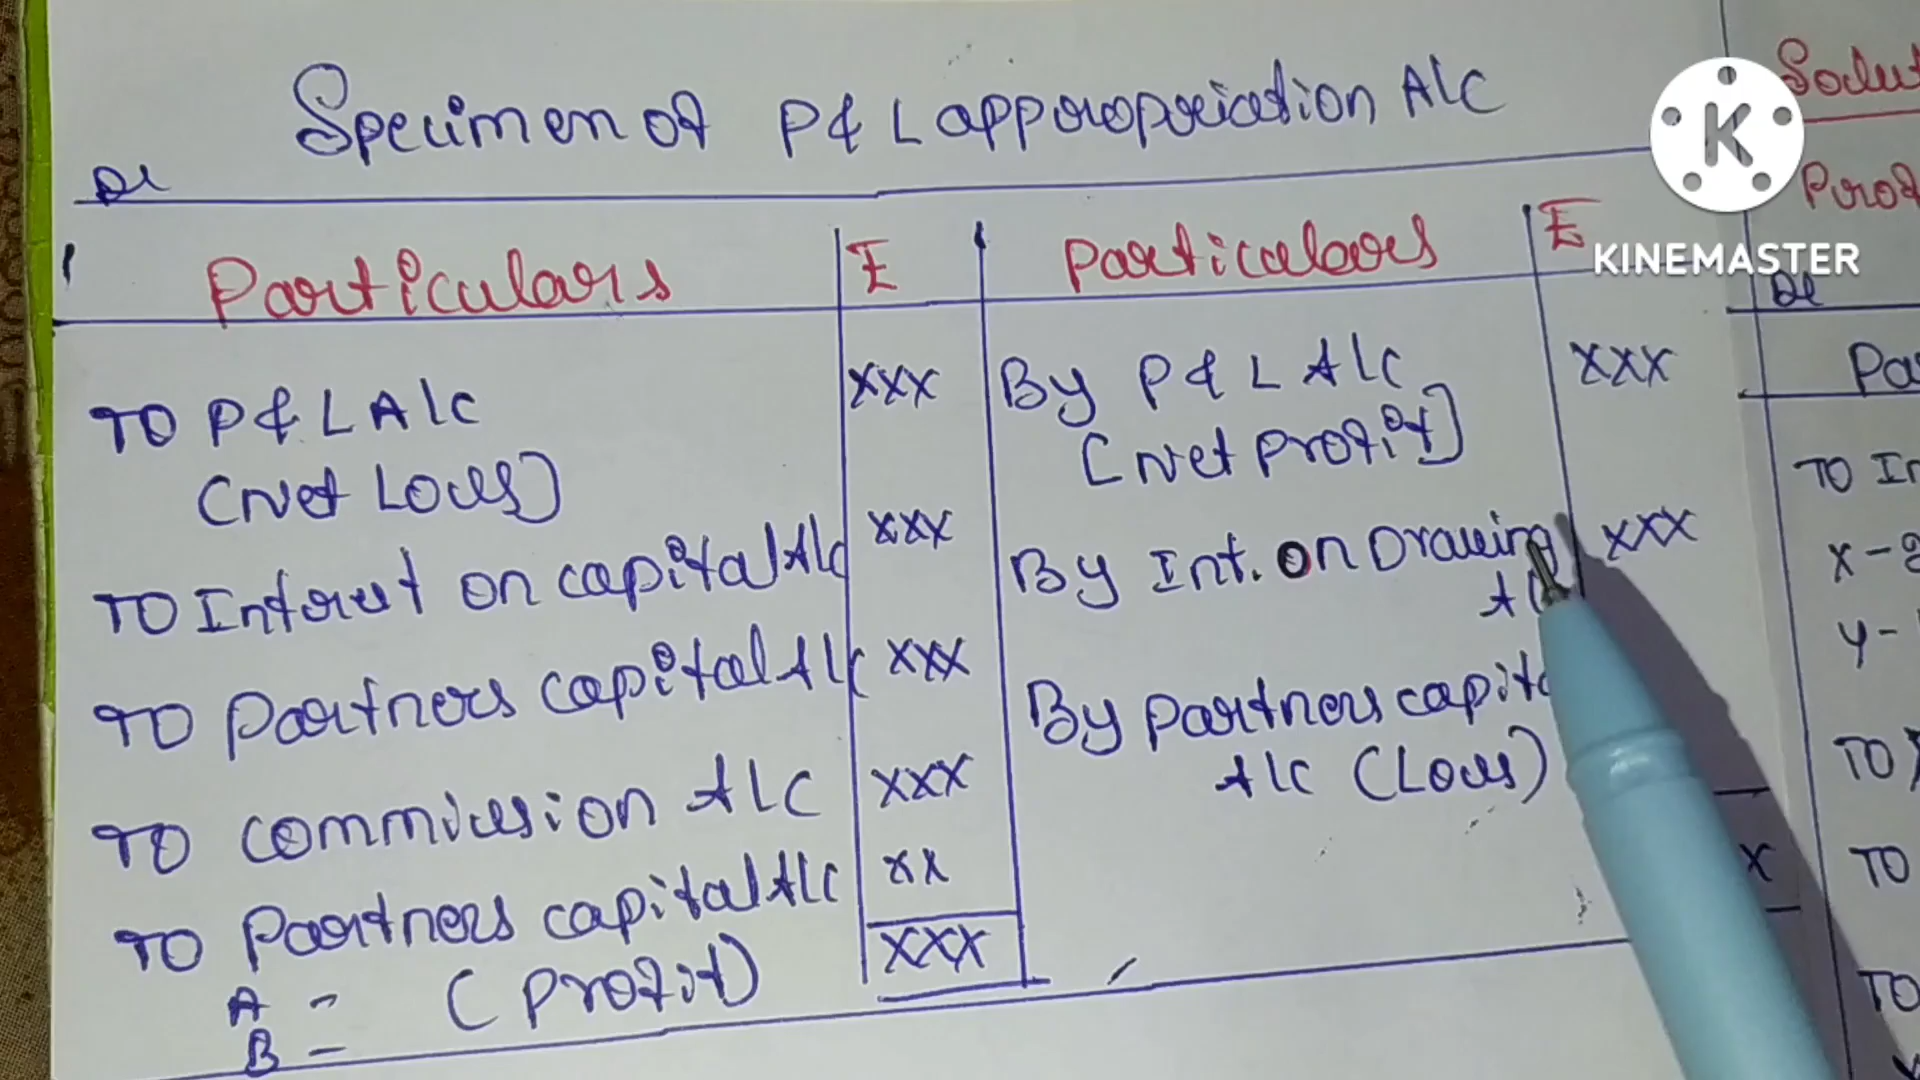 Specimen of P & L appropriation A/c
Dr
Particulars ₹ Particulars ₹
To P & L A/c xxx By P & L A/c xxx
(Net Loss) [Net profit]
To Interest on capital A/c xxx By Int. on Drawing xxx
A/c
To Partners capital A/c xxx By partners capita
A/c (Loss)
To commission A/c xxx
To Partners capital A/c xx
(Profit) xxx
A -
B -
K
KINEMASTER
Solut
Prof
Dr
Pa
To In
x -
y -
To
To
To
x